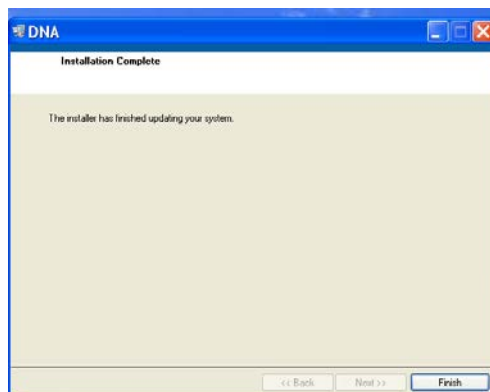 DNA
Installation Complete
The installer has finished updating your system.
<< Back Next >> Finish